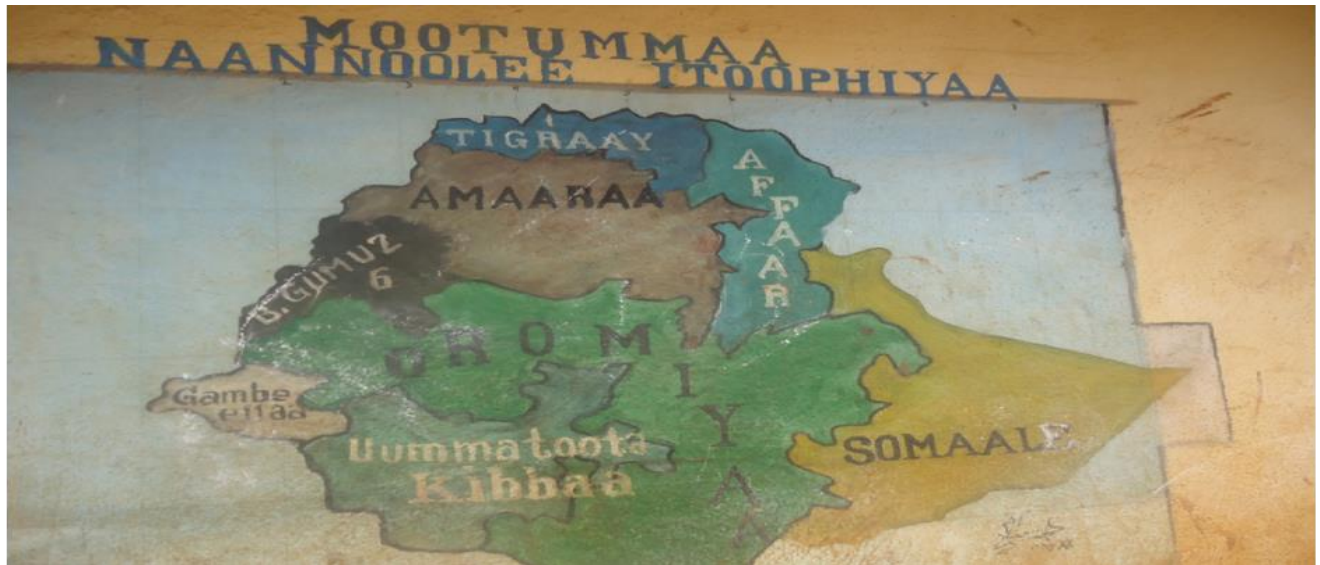 MOOTUMMAA
NAANNOOLEE ITOOPHIYAA
TIGRAAY
AFFAAR
AMAARAA
B. GUMUZ
6
OROMIYAA
Gambe
ellaa
Uummatoota
Kibbaa
SOMAALE